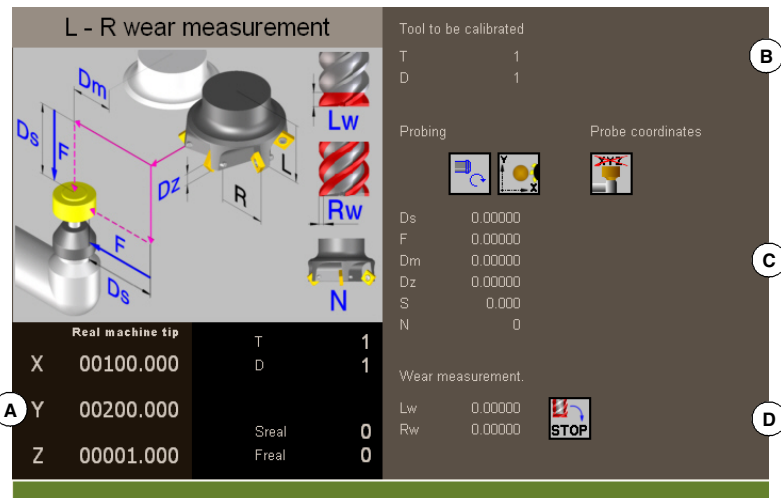 L - R wear measurement
Dm
Ds
F
Dz
L
R
F
Ds
Lw
Rw
N
Real machine tip
X 00100.000
Y 00200.000
Z 00001.000
T 1
D 1
Sreal 0
Freal 0
Tool to be calibrated
T 1
D 1
Probing
Probe coordinates
Y
X
XYZ
Ds 0.00000
F 0.00000
Dm 0.00000
Dz 0.00000
S 0.000
N 0
Wear measurement.
Lw 0.00000
Rw 0.00000
STOP
A
B
C
D